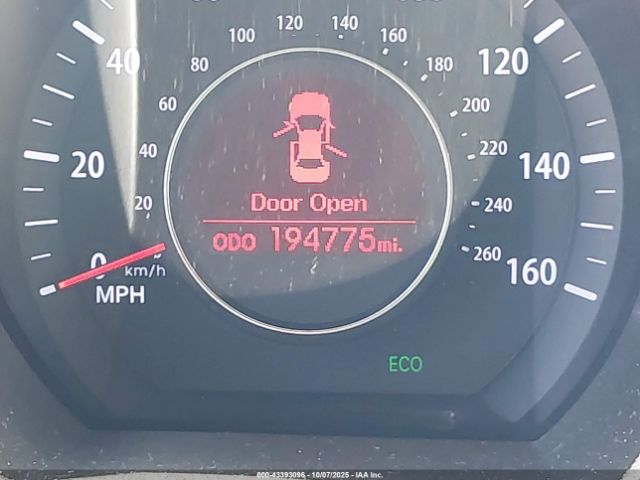 120 140
100 160
40 120
80 180
60 200
20 40 220 140
20 Door Open 240
ODO 194775mi. 260
0 km/h 160
MPH
ECO
000-43393096 - 10/07/2025 - IAA Inc.